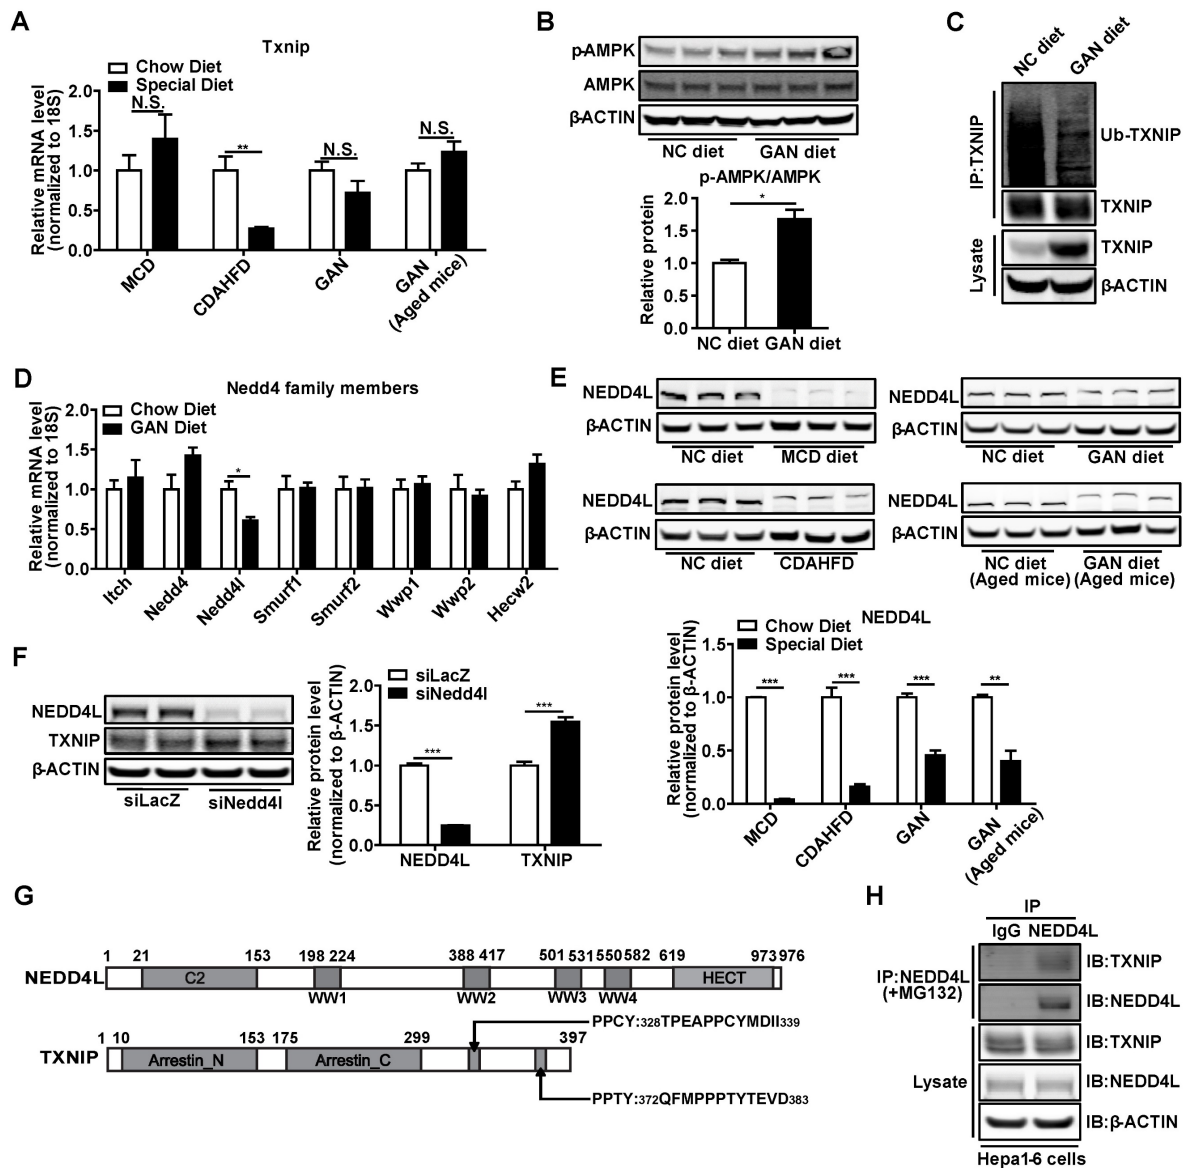 A
Txnip
Chow Diet
Special Diet
Relative mRNA level
(normalized to 18S)
2.0
1.5
1.0
0.5
0.0
N.S.
**
N.S.
N.S.
MCD
CDAHFD
GAN
GAN
(Aged mice)
B
p-AMPK
AMPK
β-ACTIN
NC diet
GAN diet
p-AMPK/AMPK
Relative protein
2.0
1.5
1.0
0.5
0.0
*
NC diet GAN diet
C
NC diet
GAN diet
IP:TXNIP
Ub-TXNIP
TXNIP
Lysate
TXNIP
β-ACTIN
D
Nedd4 family members
Chow Diet
GAN Diet
Relative mRNA level
(normalized to 18S)
2.0
1.5
1.0
0.5
0.0
*
Itch
Nedd4
Nedd4l
Smurf1
Smurf2
Wwp1
Wwp2
Hecw2
E
NEDD4L
β-ACTIN
NC diet
MCD diet
NEDD4L
β-ACTIN
NC diet
GAN diet
NEDD4L
β-ACTIN
NC diet
CDAHFD
NEDD4L
β-ACTIN
NC diet
(Aged mice)
GAN diet
(Aged mice)
NEDD4L
Chow Diet
Special Diet
Relative protein level
(normalized to β-ACTIN)
1.5
1.0
0.5
0.0
***
***
***
**
MCD
CDAHFD
GAN
GAN
(Aged mice)
F
NEDD4L
TXNIP
β-ACTIN
siLacZ
siNedd4l
siLacZ
siNedd4l
Relative protein level
(normalized to β-ACTIN)
2.0
1.5
1.0
0.5
0.0
***
***
NEDD4L
TXNIP
G
1 21 153 198 224 388 417 501 531 550 582 619 973 976
NEDD4L
C2
HECT
WW1 WW2 WW3 WW4
PPCY:328TPEAPPCYMDII339
1 10 153 175 299 397
TXNIP
Arrestin_N
Arrestin_C
PPTY:372QFMPPPTYTEVD383
H
IP
IgG NEDD4L
IP:NEDD4L
(+MG132)
IB:TXNIP
IB:NEDD4L
Lysate
IB:TXNIP
IB:NEDD4L
IB:β-ACTIN
Hepa1-6 cells